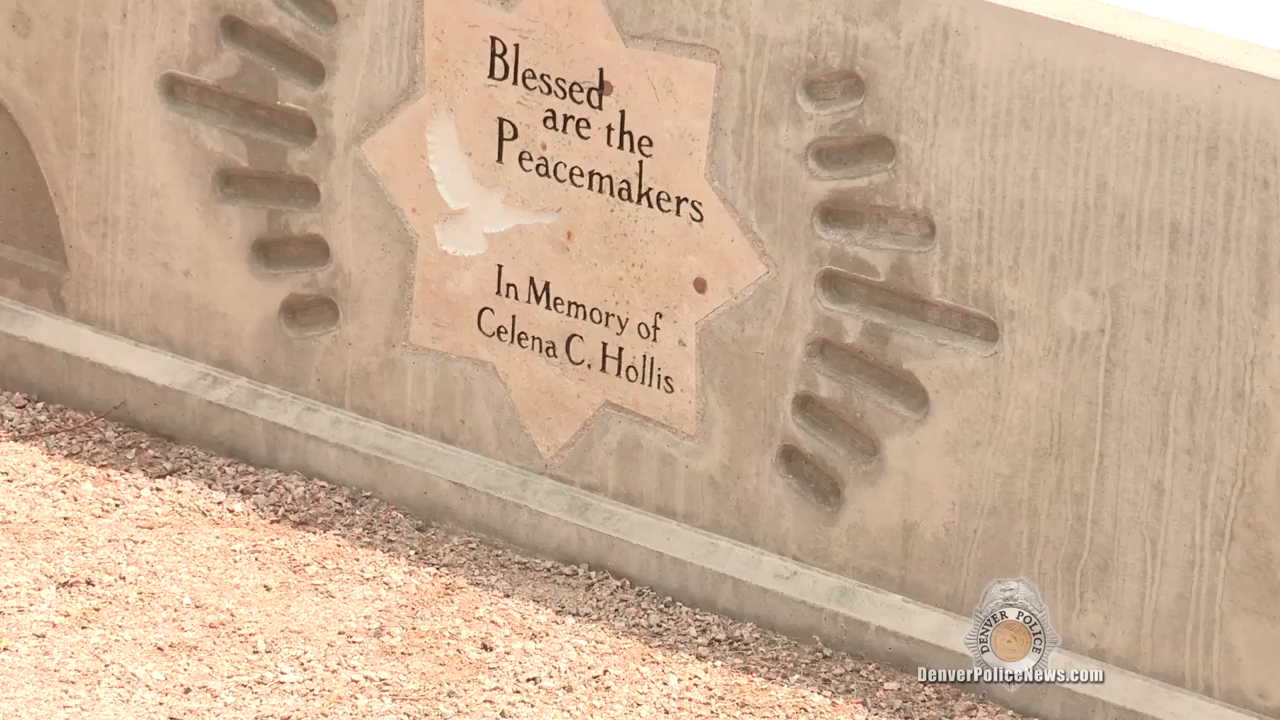 Blessed
are the
Peacemakers
In Memory of
Celena C. Hollis
DENVER POLICE
DenverPoliceNews.com